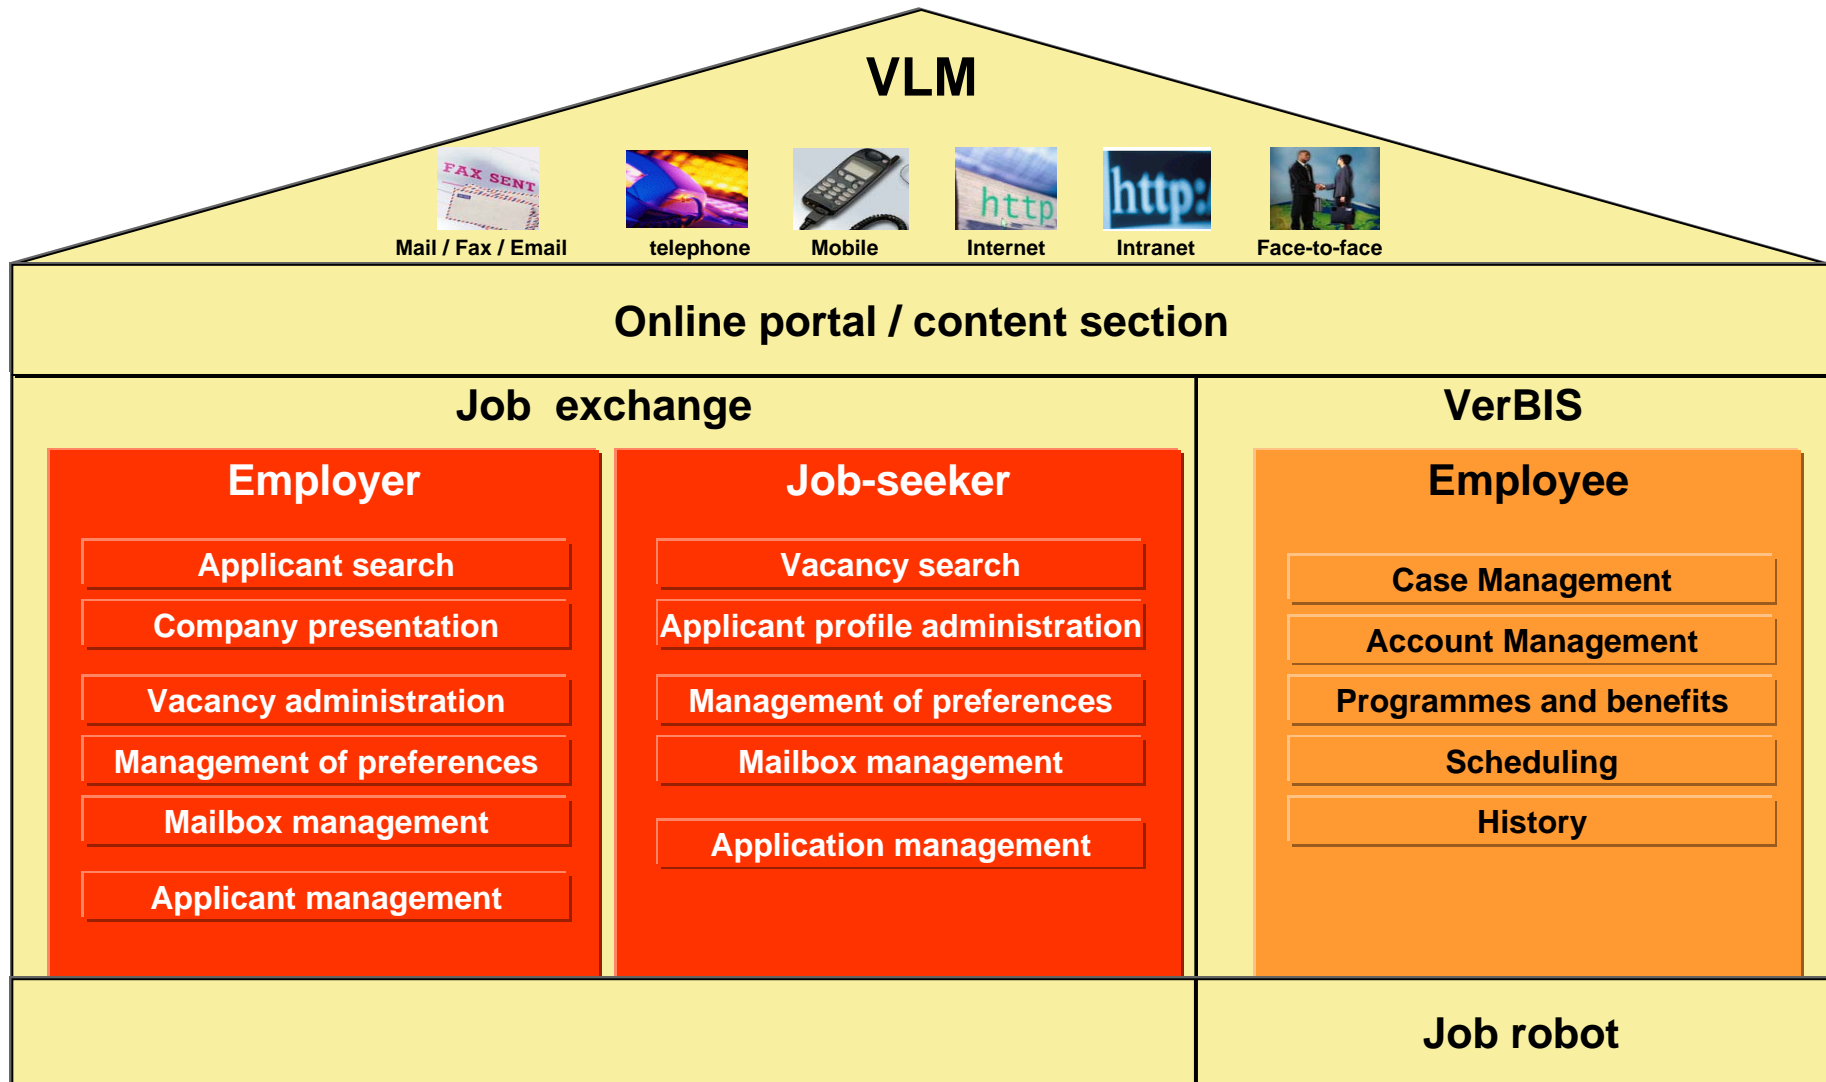 VLM
FAX SENT
http
http:
Mail / Fax / Email
telephone
Mobile
Internet
Intranet
Face-to-face
Online portal / content section
Job exchange
VerBIS
Employer
Applicant search
Company presentation
Vacancy administration
Management of preferences
Mailbox management
Applicant management
Job-seeker
Vacancy search
Applicant profile administration
Management of preferences
Mailbox management
Application management
Employee
Case Management
Account Management
Programmes and benefits
Scheduling
History
Job robot